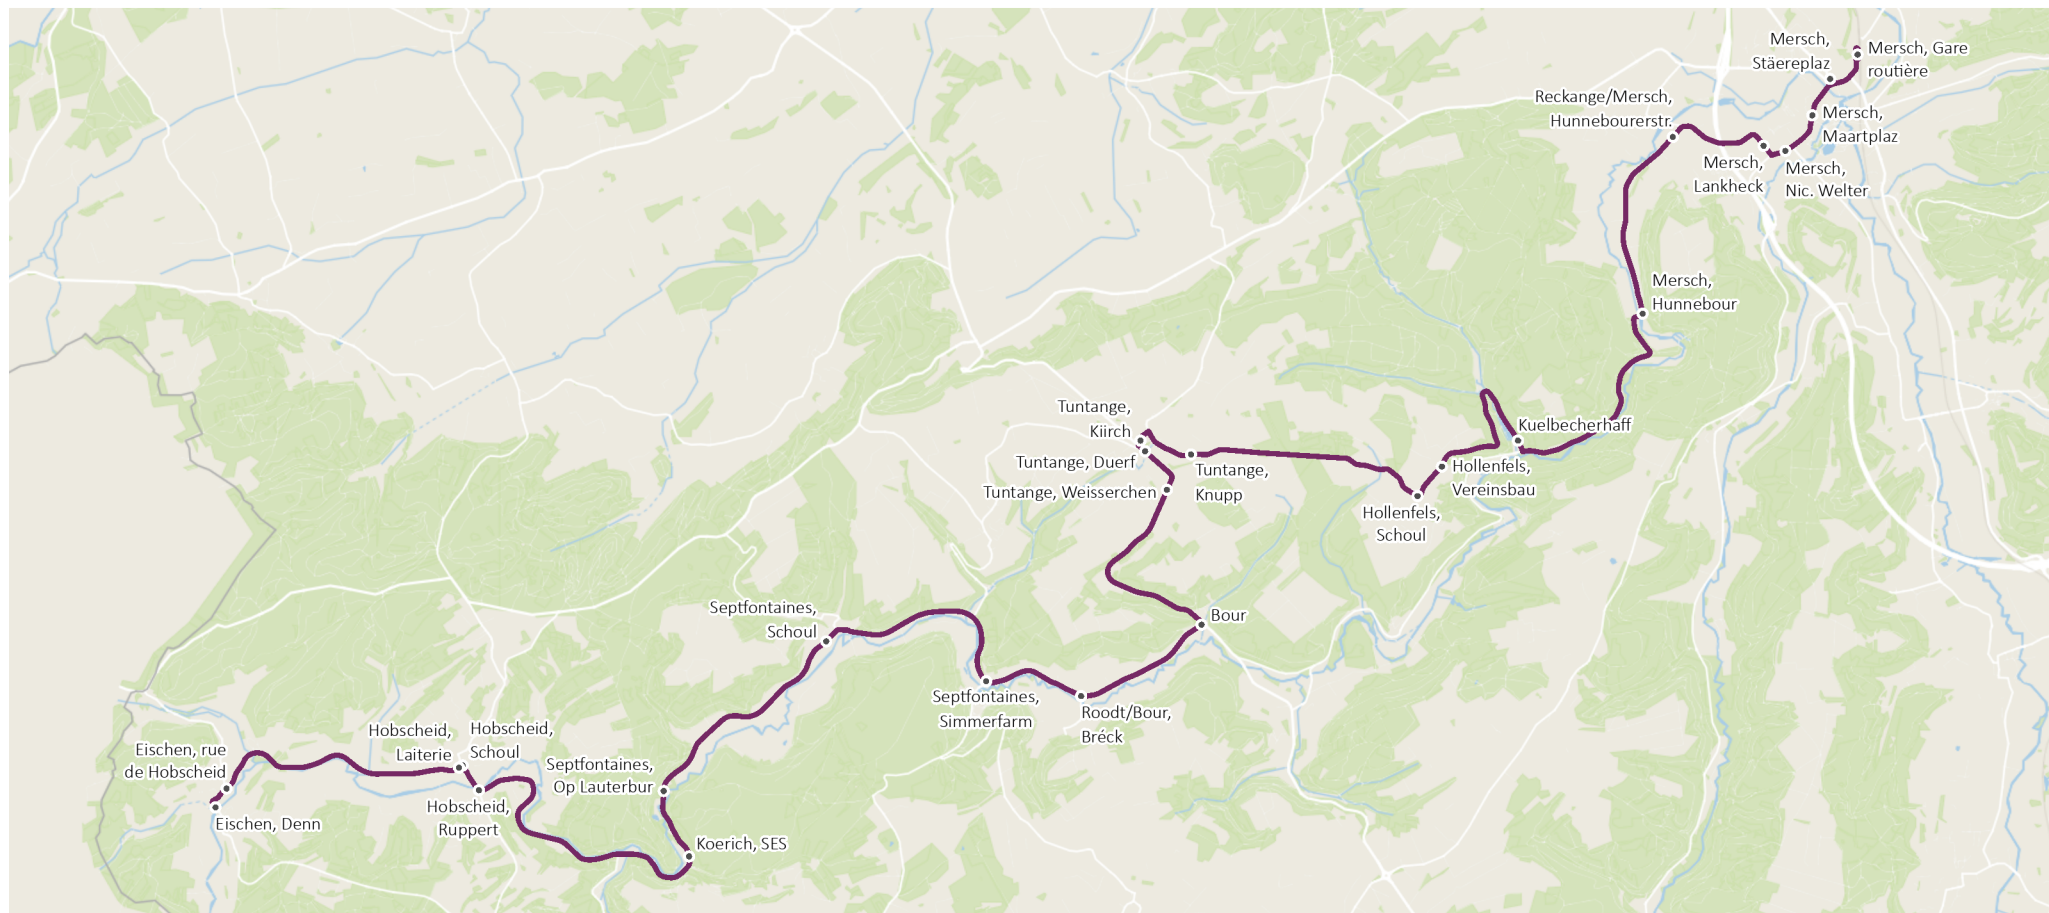 Mersch,
Stäereplaz
Mersch, Gare
routière
Reckange/Mersch,
Hunnebourerstr.
Mersch,
Maartplaz
Mersch,
Lankheck
Mersch,
Nic. Welter
Mersch,
Hunnebour
Tuntange,
Kiirch
Tuntange, Duerf
Tuntange, Weisserchen
Tuntange,
Knupp
Kuelbecherhaff
Hollenfels,
Vereinsbau
Hollenfels,
Schoul
Septfontaines,
Schoul
Bour
Septfontaines,
Simmerfarm
Roodt/Bour,
Bréck
Hobscheid,
Laiterie
Hobscheid,
Schoul
Eischen, rue
de Hobscheid
Septfontaines,
Op Lauterbur
Hobscheid,
Ruppert
Eischen, Denn
Koerich, SES